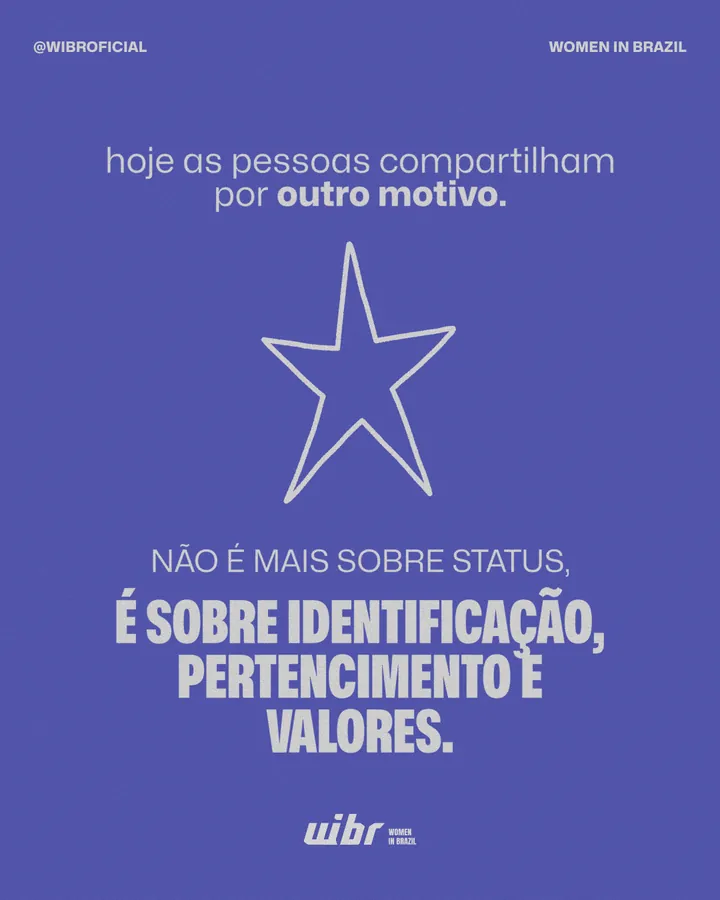 @WIBROFICIAL
WOMEN IN BRAZIL
hoje as pessoas compartilham
por outro motivo.
NÃO É MAIS SOBRE STATUS,
É SOBRE IDENTIFICAÇÃO,
PERTENCIMENTO E
VALORES.
wibr
WOMEN
IN BRAZIL